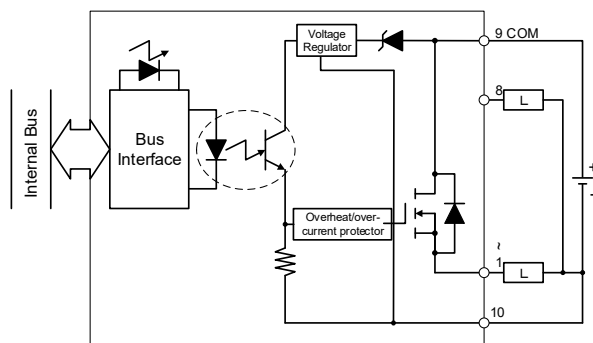 Voltage
Regulator
9 COM
8
L
Internal Bus
Bus
Interface
+
-
Overheat/over-
current protector
~
1
L
10